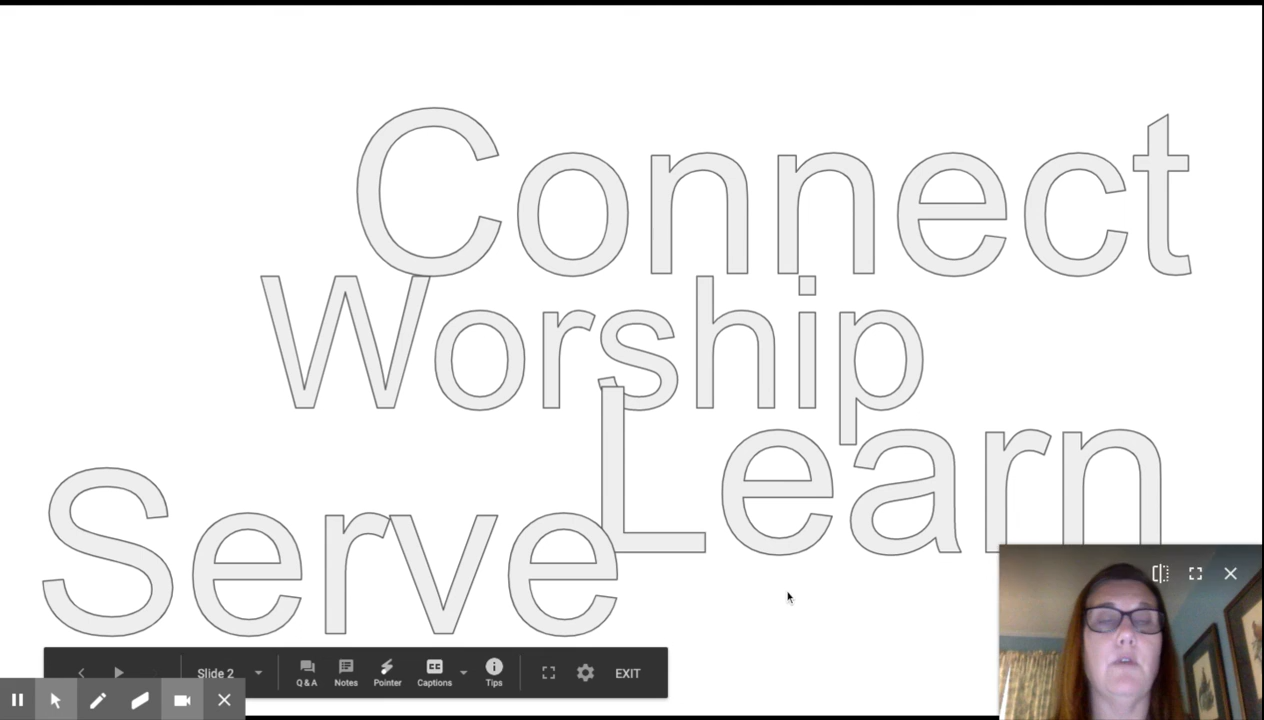 Connect
Worship
Learn
Serve
Slide 2
Q & A
Notes
Pointer
Captions
Tips
EXIT